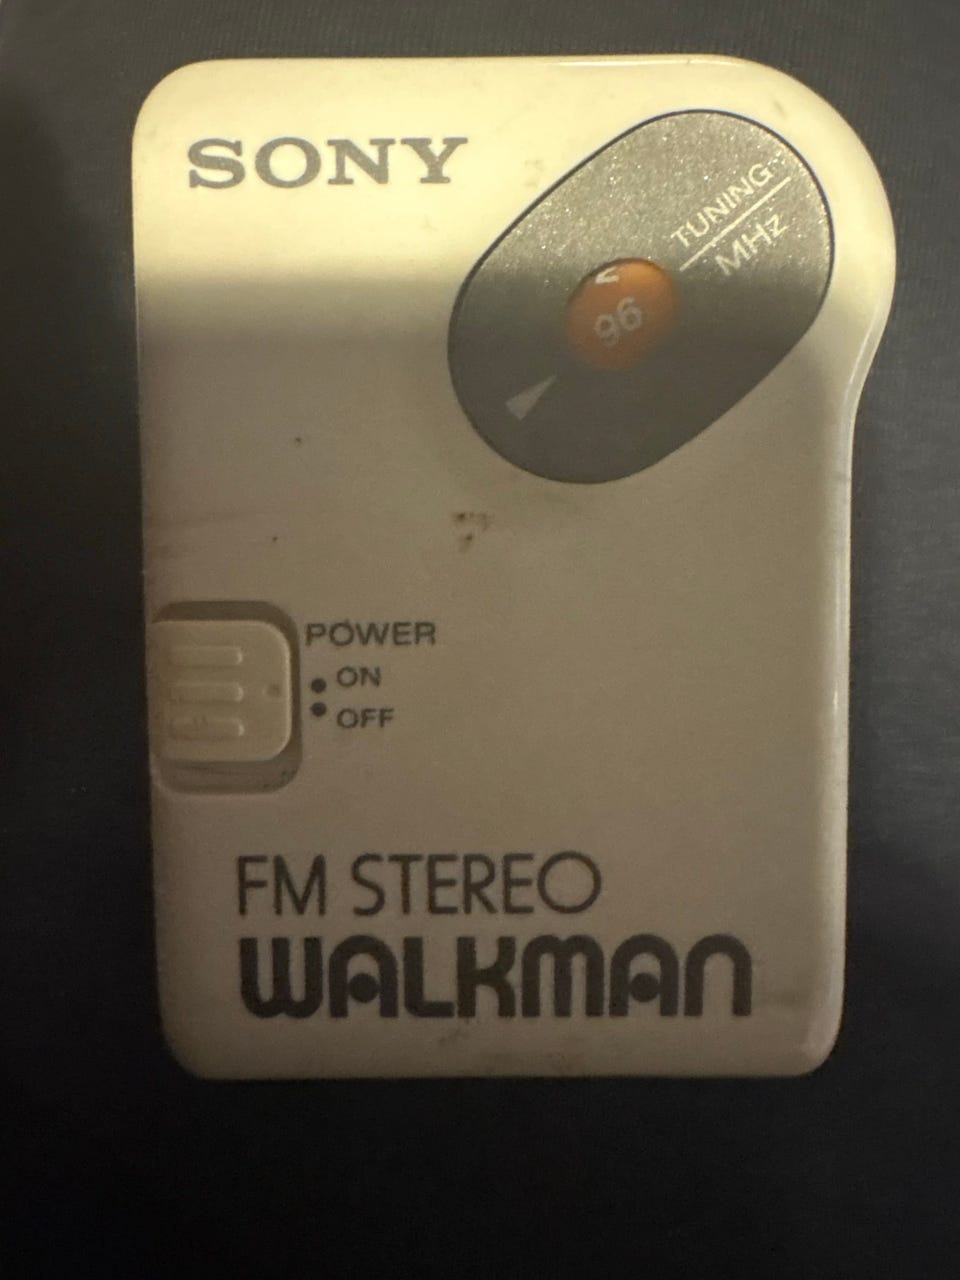 SONY
TUNING
MHz
96
POWER
ON
OFF
FM STEREO
WALKMAN